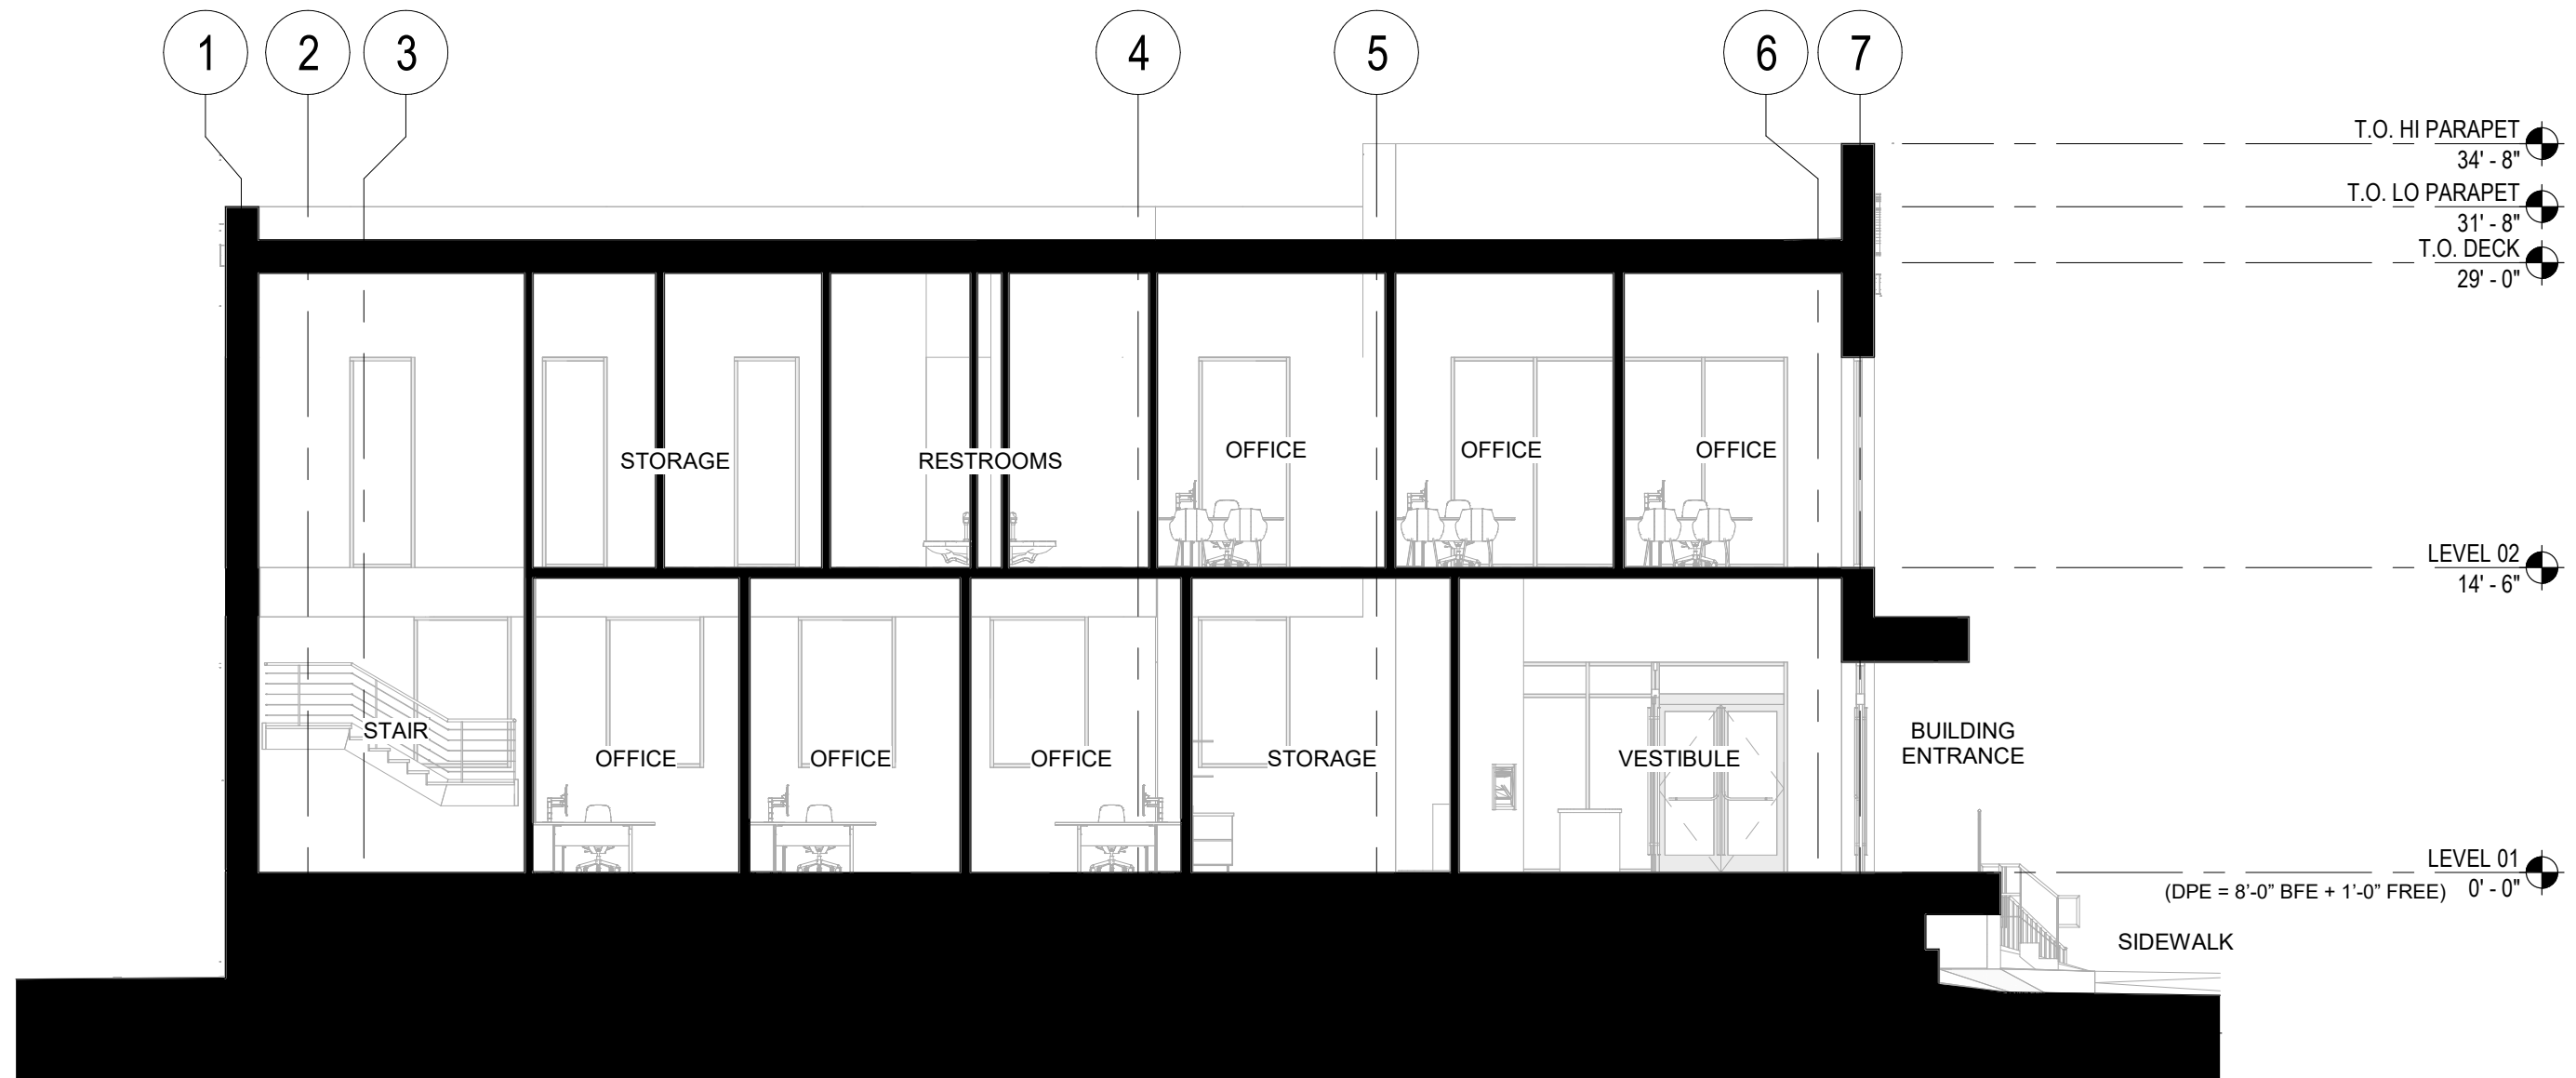 1
2
3
4
5
6
7
T.O. HI PARAPET
34' - 8"
T.O. LO PARAPET
31' - 8"
T.O. DECK
29' - 0"
STORAGE
RESTROOMS
OFFICE
OFFICE
OFFICE
LEVEL 02
14' - 6"
STAIR
OFFICE
OFFICE
OFFICE
STORAGE
VESTIBULE
BUILDING
ENTRANCE
LEVEL 01
(DPE = 8’-0” BFE + 1’-0” FREE) 0' - 0"
SIDEWALK